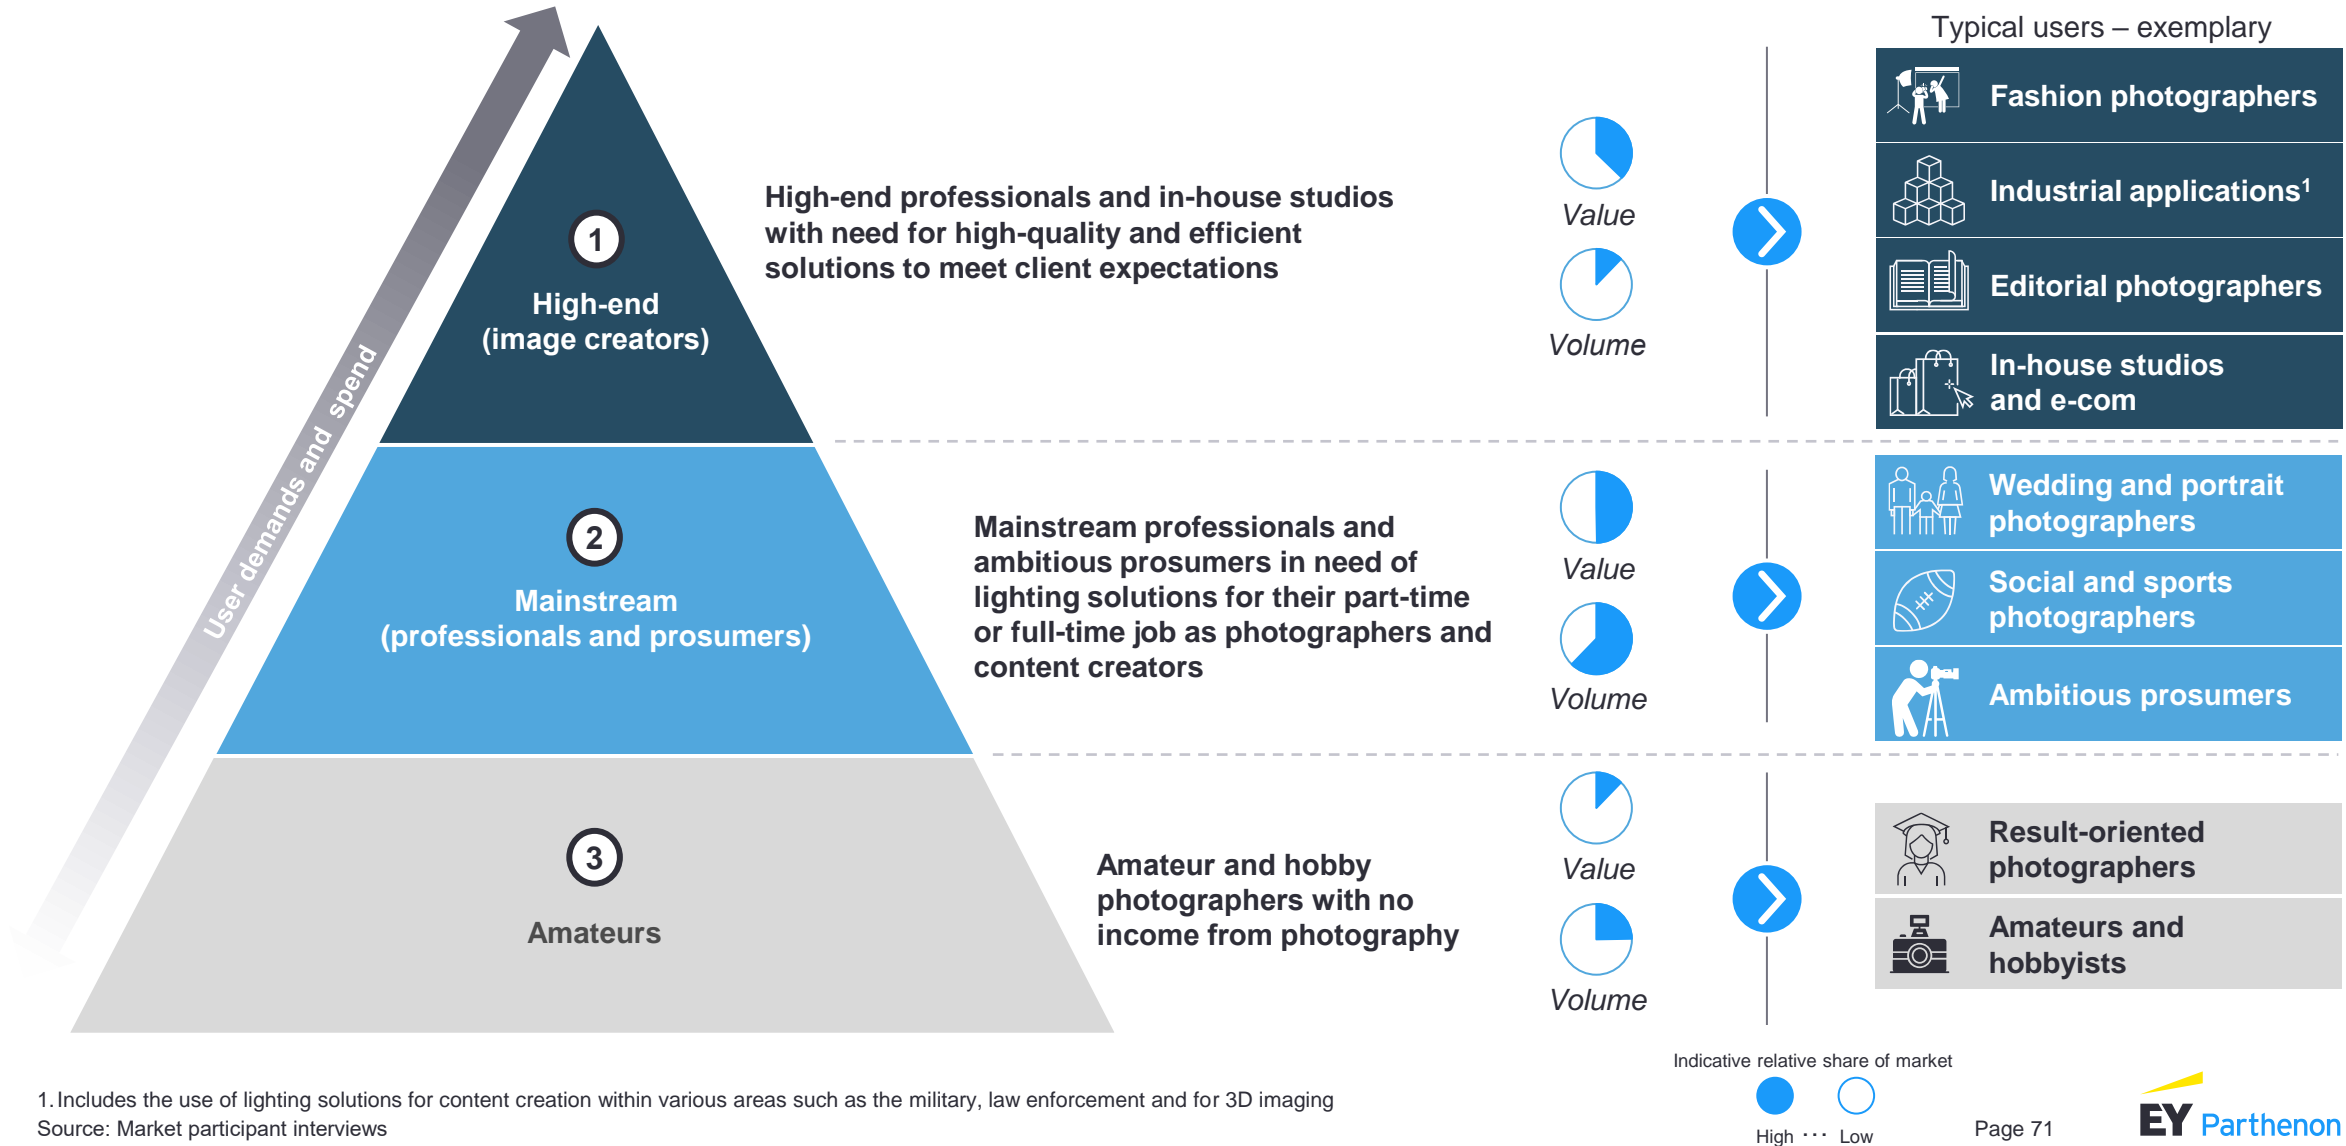 Typical users – exemplary
User demands and spend
1
High-end
(image creators)
High-end professionals and in-house studios
with need for high-quality and efficient
solutions to meet client expectations
Value
Volume
Fashion photographers
Industrial applications¹
Editorial photographers
In-house studios
and e-com
2
Mainstream
(professionals and prosumers)
Mainstream professionals and
ambitious prosumers in need of
lighting solutions for their part-time
or full-time job as photographers and
content creators
Value
Volume
Wedding and portrait
photographers
Social and sports
photographers
Ambitious prosumers
3
Amateurs
Amateur and hobby
photographers with no
income from photography
Value
Volume
Result-oriented
photographers
Amateurs and
hobbyists
Indicative relative share of market
High ··· Low
1. Includes the use of lighting solutions for content creation within various areas such as the military, law enforcement and for 3D imaging
Source: Market participant interviews
Page 71
EY Parthenon